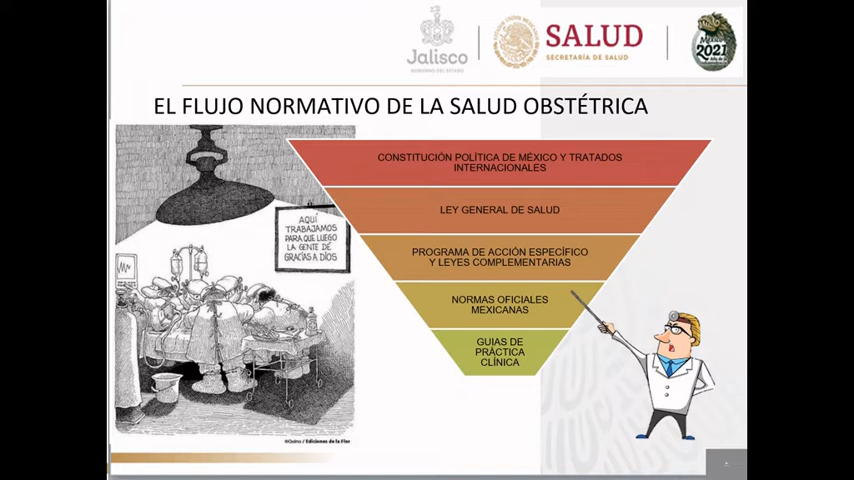 Jalisco
GOBIERNO DEL ESTADO
SALUD
SECRETARÍA DE SALUD
México
2021
EL FLUJO NORMATIVO DE LA SALUD OBSTÉTRICA
CONSTITUCIÓN POLÍTICA DE MÉXICO Y TRATADOS
INTERNACIONALES
LEY GENERAL DE SALUD
PROGRAMA DE ACCIÓN ESPECÍFICO
Y LEYES COMPLEMENTARIAS
NORMAS OFICIALES
MEXICANAS
GUIAS DE
PRÁCTICA
CLÍNICA
AQUÍ
TRABAJAMOS
PARA QUE LUEGO
LA GENTE DE
GRACIAS A DIOS
©Quino / Ediciones de la Flor